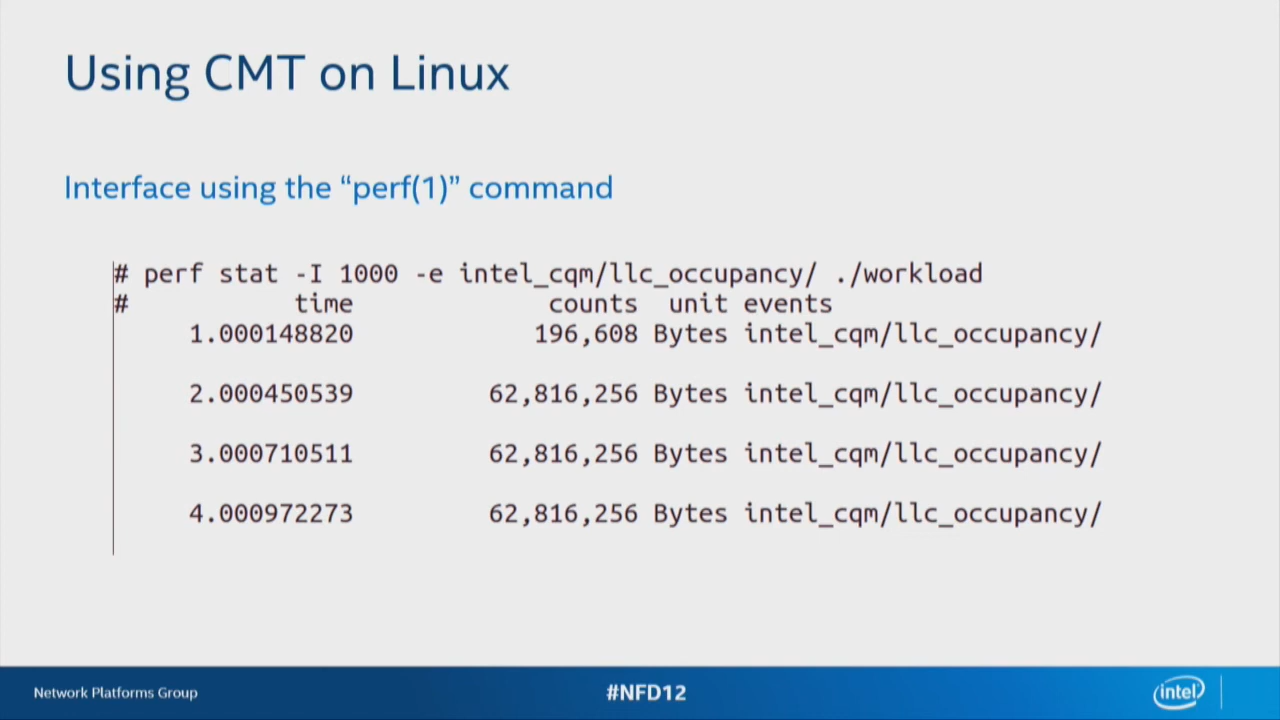 Using CMT on Linux
Interface using the “perf(1)” command
# perf stat -I 1000 -e intel_cqm/llc_occupancy/ ./workload
# time counts unit events
1.000148820 196,608 Bytes intel_cqm/llc_occupancy/
2.000450539 62,816,256 Bytes intel_cqm/llc_occupancy/
3.000710511 62,816,256 Bytes intel_cqm/llc_occupancy/
4.000972273 62,816,256 Bytes intel_cqm/llc_occupancy/
Network Platforms Group #NFD12 intel